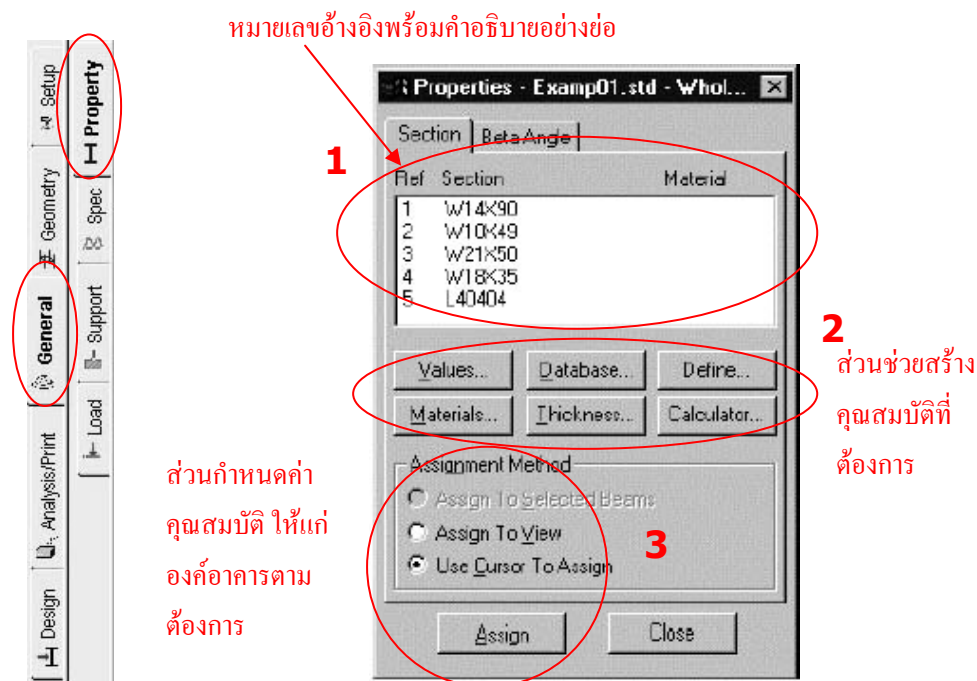 หมายเลขอ้างอิงพร้อมคำอธิบายอย่างย่อ
Setup
Geometry
General
Analysis/Print
Design
Property
Spec
Support
Load
Properties - Examp01.std - Whol...
Section
Beta Angle
1
Ref Section Material
1 W14X90
2 W10X49
3 W21X50
4 W18X35
5 L40404
2
ส่วนช่วยสร้าง
คุณสมบัติที่
ต้องการ
Values... Database... Define...
Materials... Thickness... Calculator...
ส่วนกำหนดค่า
คุณสมบัติ ให้แก่
องค์อาคารตาม
ต้องการ
Assignment Method
Assign To Selected Beams
Assign To View
Use Cursor To Assign
3
Assign Close